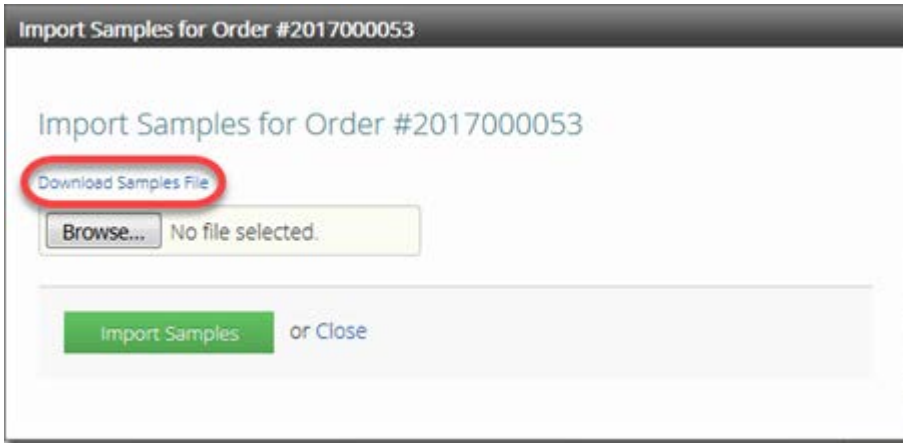 Import Samples for Order #2017000053
Import Samples for Order #2017000053
Download Samples File
Browse... No file selected.
Import Samples or Close